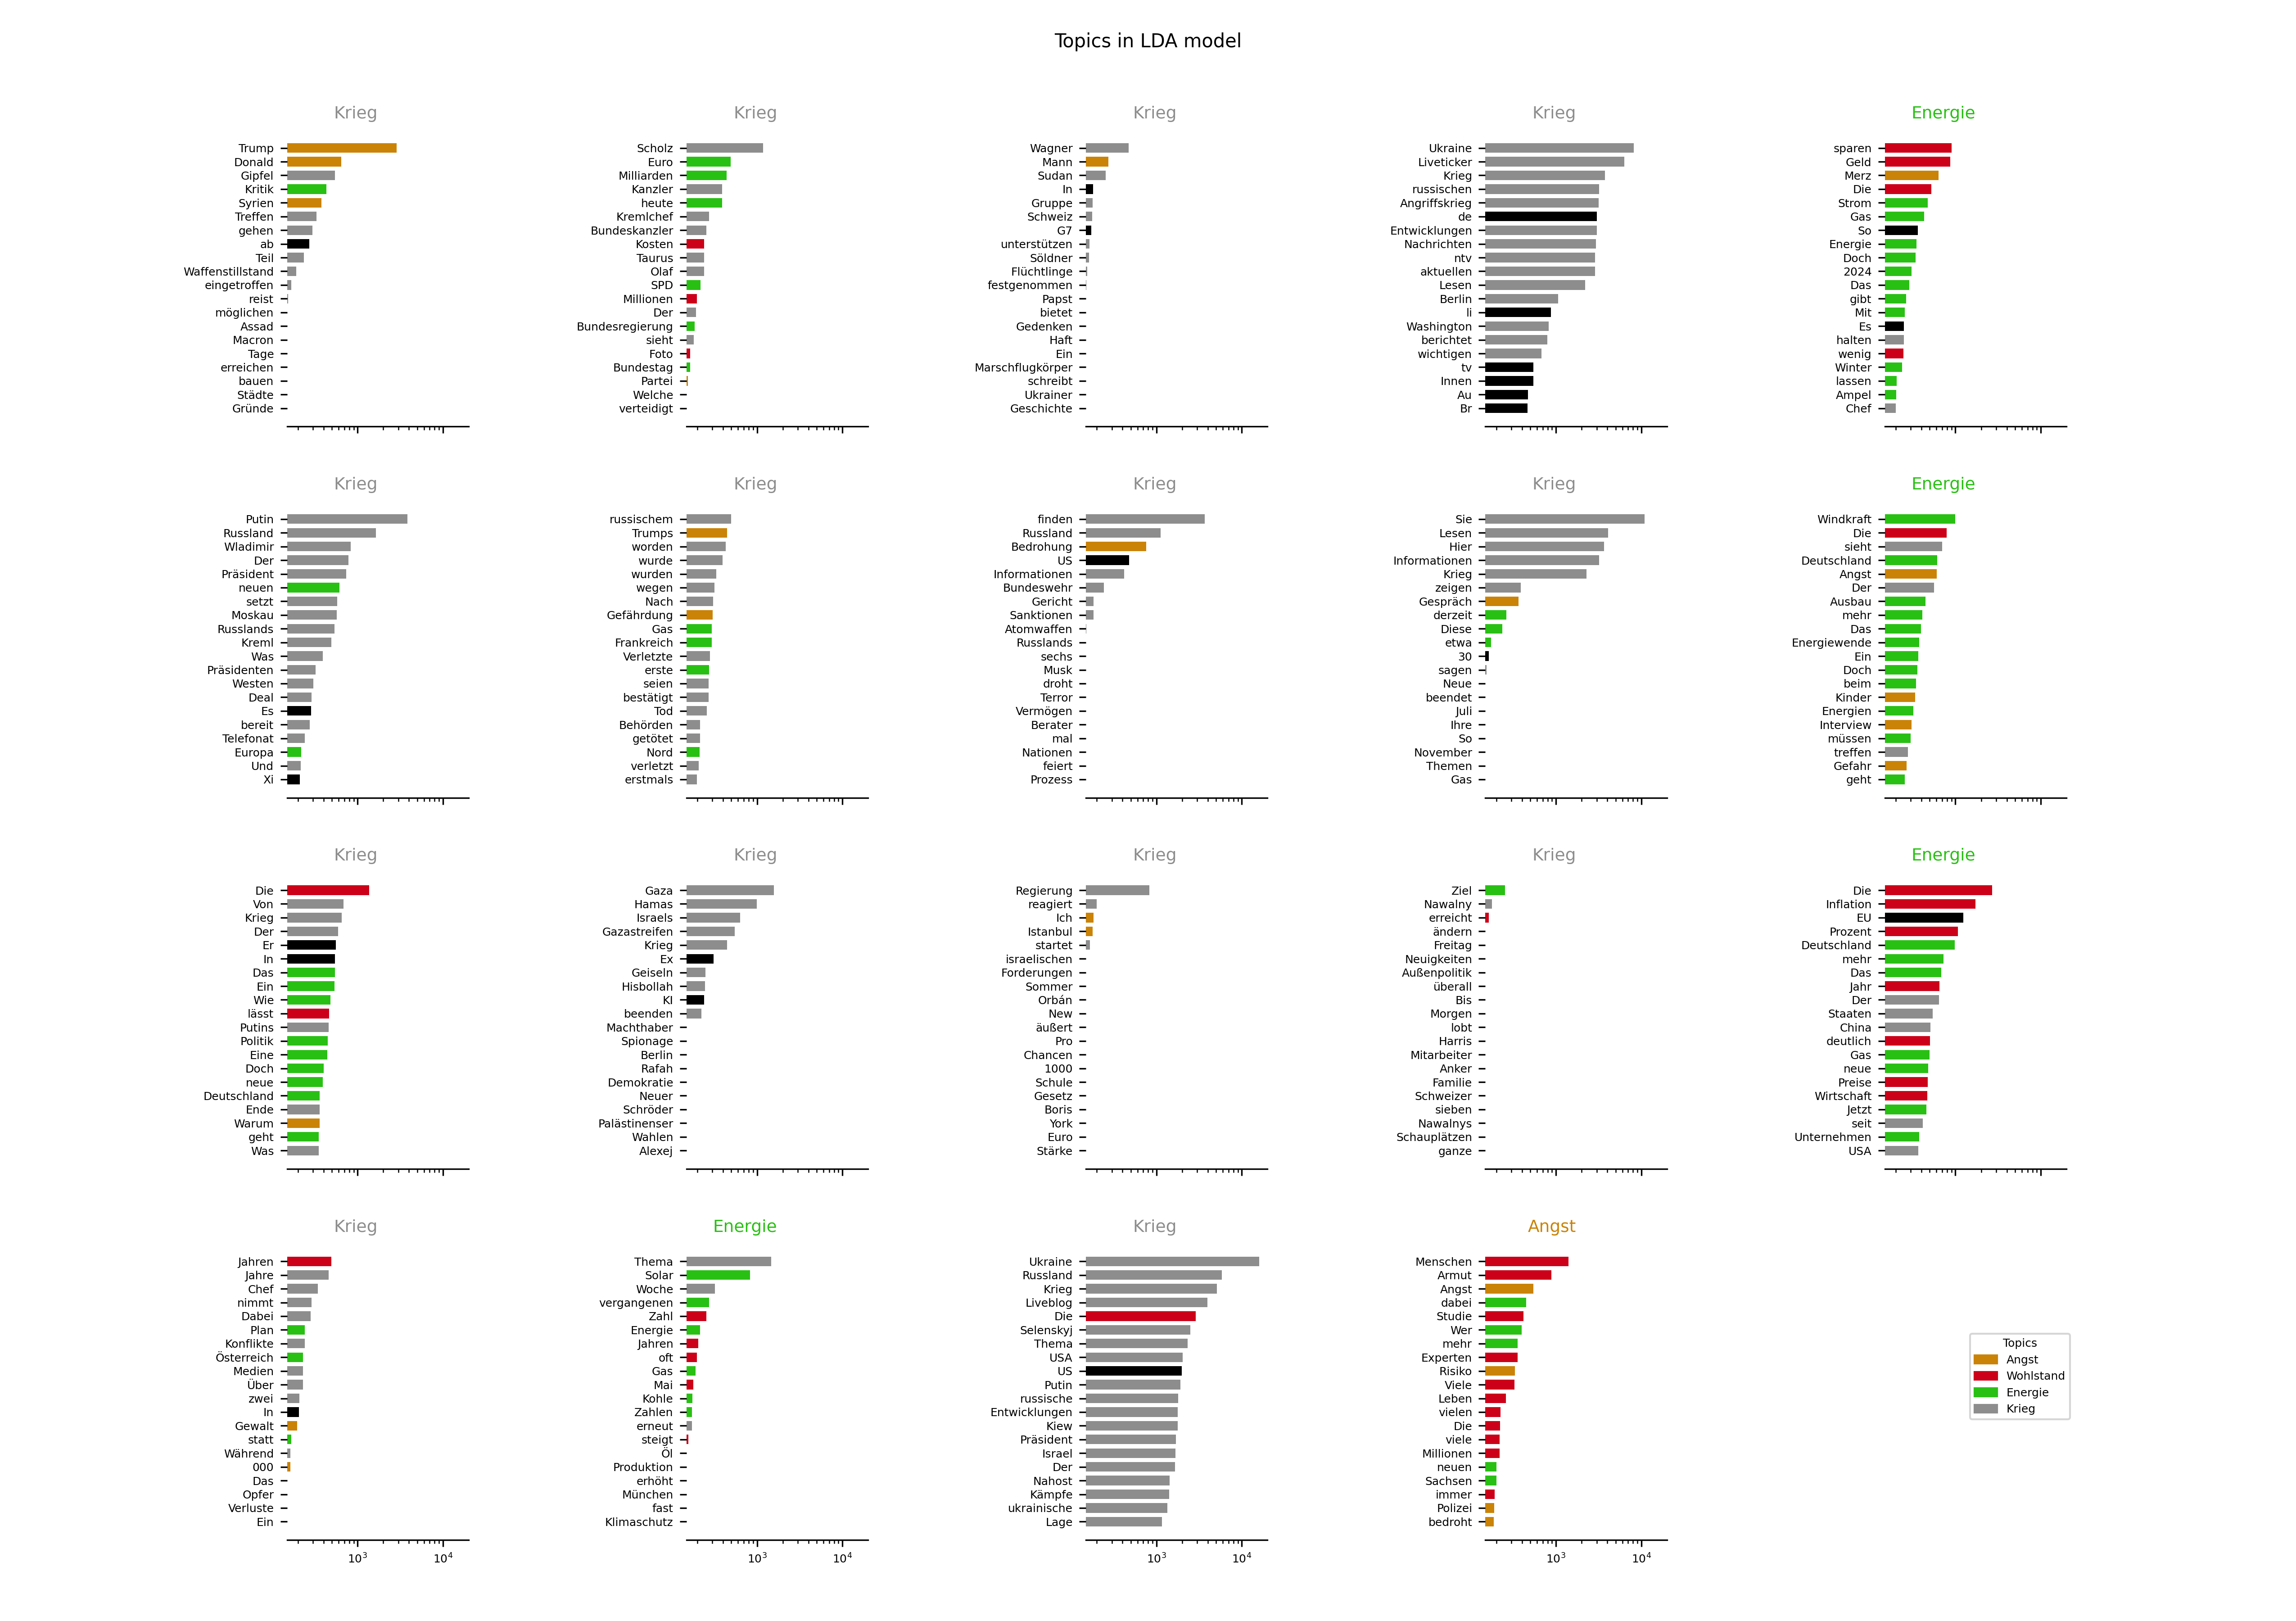 Topics in LDA model
Krieg
Trump
Donald
Gipfel
Kritik
Syrien
Treffen
gehen
ab
Teil
Waffenstillstand
eingetroffen
reist
möglichen
Assad
Macron
Tage
erreichen
bauen
Städte
Gründe
Krieg
Scholz
Euro
Milliarden
Kanzler
heute
Kremlchef
Bundeskanzler
Kosten
Taurus
Olaf
SPD
Millionen
Der
Bundesregierung
sieht
Foto
Bundestag
Partei
Welche
verteidigt
Krieg
Wagner
Mann
Sudan
In
Gruppe
Schweiz
G7
unterstützen
Söldner
Flüchtlinge
festgenommen
Papst
bietet
Gedenken
Haft
Ein
Marschflugkörper
schreibt
Ukrainer
Geschichte
Krieg
Ukraine
Liveticker
Krieg
russischen
Angriffskrieg
de
Entwicklungen
Nachrichten
ntv
aktuellen
Lesen
Berlin
li
Washington
berichtet
wichtigen
tv
Innen
Au
Br
Energie
sparen
Geld
Merz
Die
Strom
Gas
So
Energie
Doch
2024
Das
gibt
Mit
Es
halten
wenig
Winter
lassen
Ampel
Chef
Krieg
Putin
Russland
Wladimir
Der
Präsident
neuen
setzt
Moskau
Russlands
Kreml
Was
Präsidenten
Westen
Deal
Es
bereit
Telefonat
Europa
Und
Xi
Krieg
russischem
Trumps
worden
wurde
wurden
wegen
Nach
Gefährdung
Gas
Frankreich
Verletzte
erste
seien
bestätigt
Tod
Behörden
getötet
Nord
verletzt
erstmals
Krieg
finden
Russland
Bedrohung
US
Informationen
Bundeswehr
Gericht
Sanktionen
Atomwaffen
Russlands
sechs
Musk
droht
Terror
Vermögen
Berater
mal
Nationen
feiert
Prozess
Krieg
Sie
Lesen
Hier
Informationen
Krieg
zeigen
Gespräch
derzeit
Diese
etwa
30
sagen
Neue
beendet
Juli
Ihre
So
November
Themen
Gas
Energie
Windkraft
Die
sieht
Deutschland
Angst
Der
Ausbau
mehr
Das
Energiewende
Ein
Doch
beim
Kinder
Energien
Interview
müssen
treffen
Gefahr
geht
Krieg
Die
Von
Krieg
Der
Er
In
Das
Ein
Wie
lässt
Putins
Politik
Eine
Doch
neue
Deutschland
Ende
Warum
geht
Was
Krieg
Gaza
Hamas
Israels
Gazastreifen
Krieg
Ex
Geiseln
Hisbollah
KI
beenden
Machthaber
Spionage
Berlin
Rafah
Demokratie
Neuer
Schröder
Palästinenser
Wahlen
Alexej
Krieg
Regierung
reagiert
Ich
Istanbul
startet
israelischen
Forderungen
Sommer
Orbán
New
äußert
Pro
Chancen
1000
Schule
Gesetz
Boris
York
Euro
Stärke
Krieg
Ziel
Nawalny
erreicht
ändern
Freitag
Neuigkeiten
Außenpolitik
überall
Bis
Morgen
lobt
Harris
Mitarbeiter
Anker
Familie
Schweizer
sieben
Nawalnys
Schauplätzen
ganze
Energie
Die
Inflation
EU
Prozent
Deutschland
mehr
Das
Jahr
Der
Staaten
China
deutlich
Gas
neue
Preise
Wirtschaft
Jetzt
seit
Unternehmen
USA
Krieg
Jahren
Jahre
Chef
nimmt
Dabei
Plan
Konflikte
Österreich
Medien
Über
zwei
In
Gewalt
statt
Während
000
Das
Opfer
Verluste
Ein
10³ 10⁴
Energie
Thema
Solar
Woche
vergangenen
Zahl
Energie
Jahren
oft
Gas
Mai
Kohle
Zahlen
erneut
steigt
Öl
Produktion
erhöht
München
fast
Klimaschutz
10³ 10⁴
Krieg
Ukraine
Russland
Krieg
Liveblog
Die
Selenskyj
Thema
USA
US
Putin
russische
Entwicklungen
Kiew
Präsident
Israel
Der
Nahost
Kämpfe
ukrainische
Lage
10³ 10⁴
Angst
Menschen
Armut
Angst
dabei
Studie
Wer
mehr
Experten
Risiko
Viele
Leben
vielen
Die
viele
Millionen
neuen
Sachsen
immer
Polizei
bedroht
10³ 10⁴
Topics
Angst
Wohlstand
Energie
Krieg